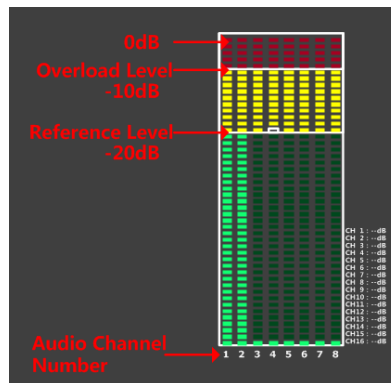 0dB
Overload Level
-10dB
Reference Level
-20dB
CH 1 : --dB
CH 2 : --dB
CH 3 : --dB
CH 4 : --dB
CH 5 : --dB
CH 6 : --dB
CH 7 : --dB
CH 8 : --dB
CH 9 : --dB
CH10 : --dB
CH11 : --dB
CH12 : --dB
CH13 : --dB
CH14 : --dB
CH15 : --dB
CH16 : --dB
Audio Channel
Number
1 2 3 4 5 6 7 8